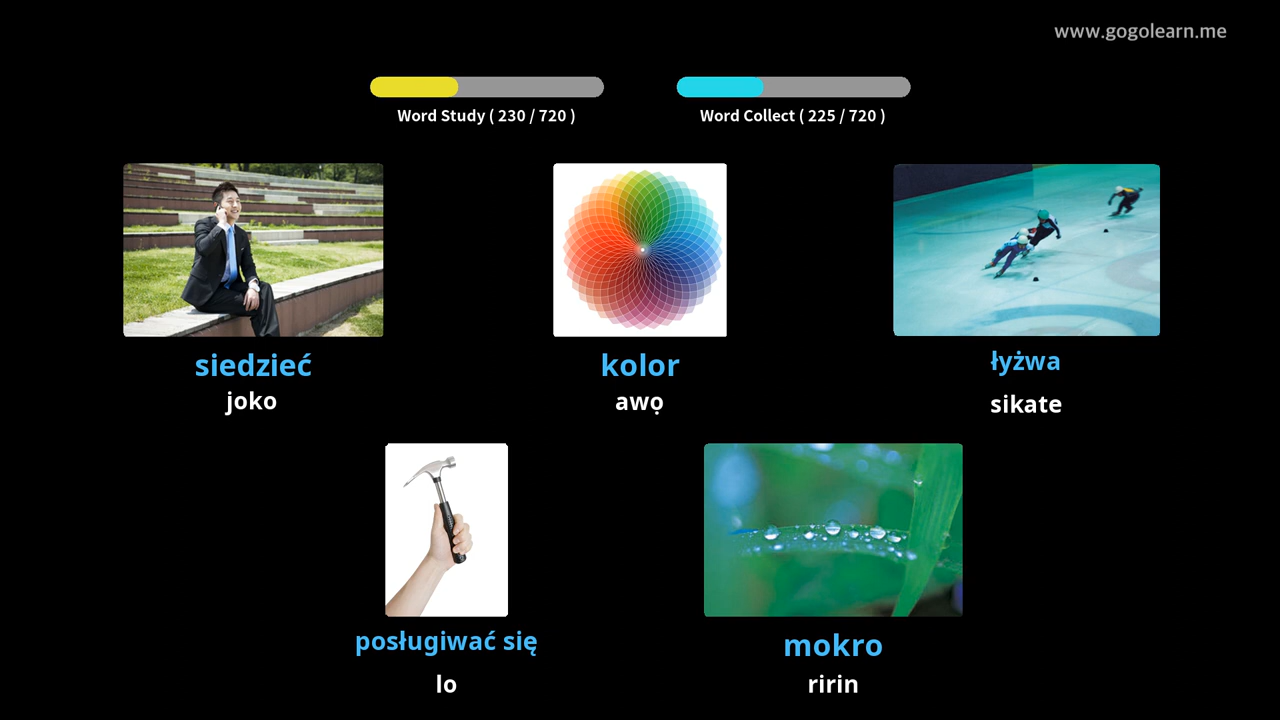 www.gogolearn.me
Word Study ( 230 / 720 )
Word Collect ( 225 / 720 )
siedzieć
joko
kolor
awọ
łyżwa
sikate
posługiwać się
lo
mokro
ririn